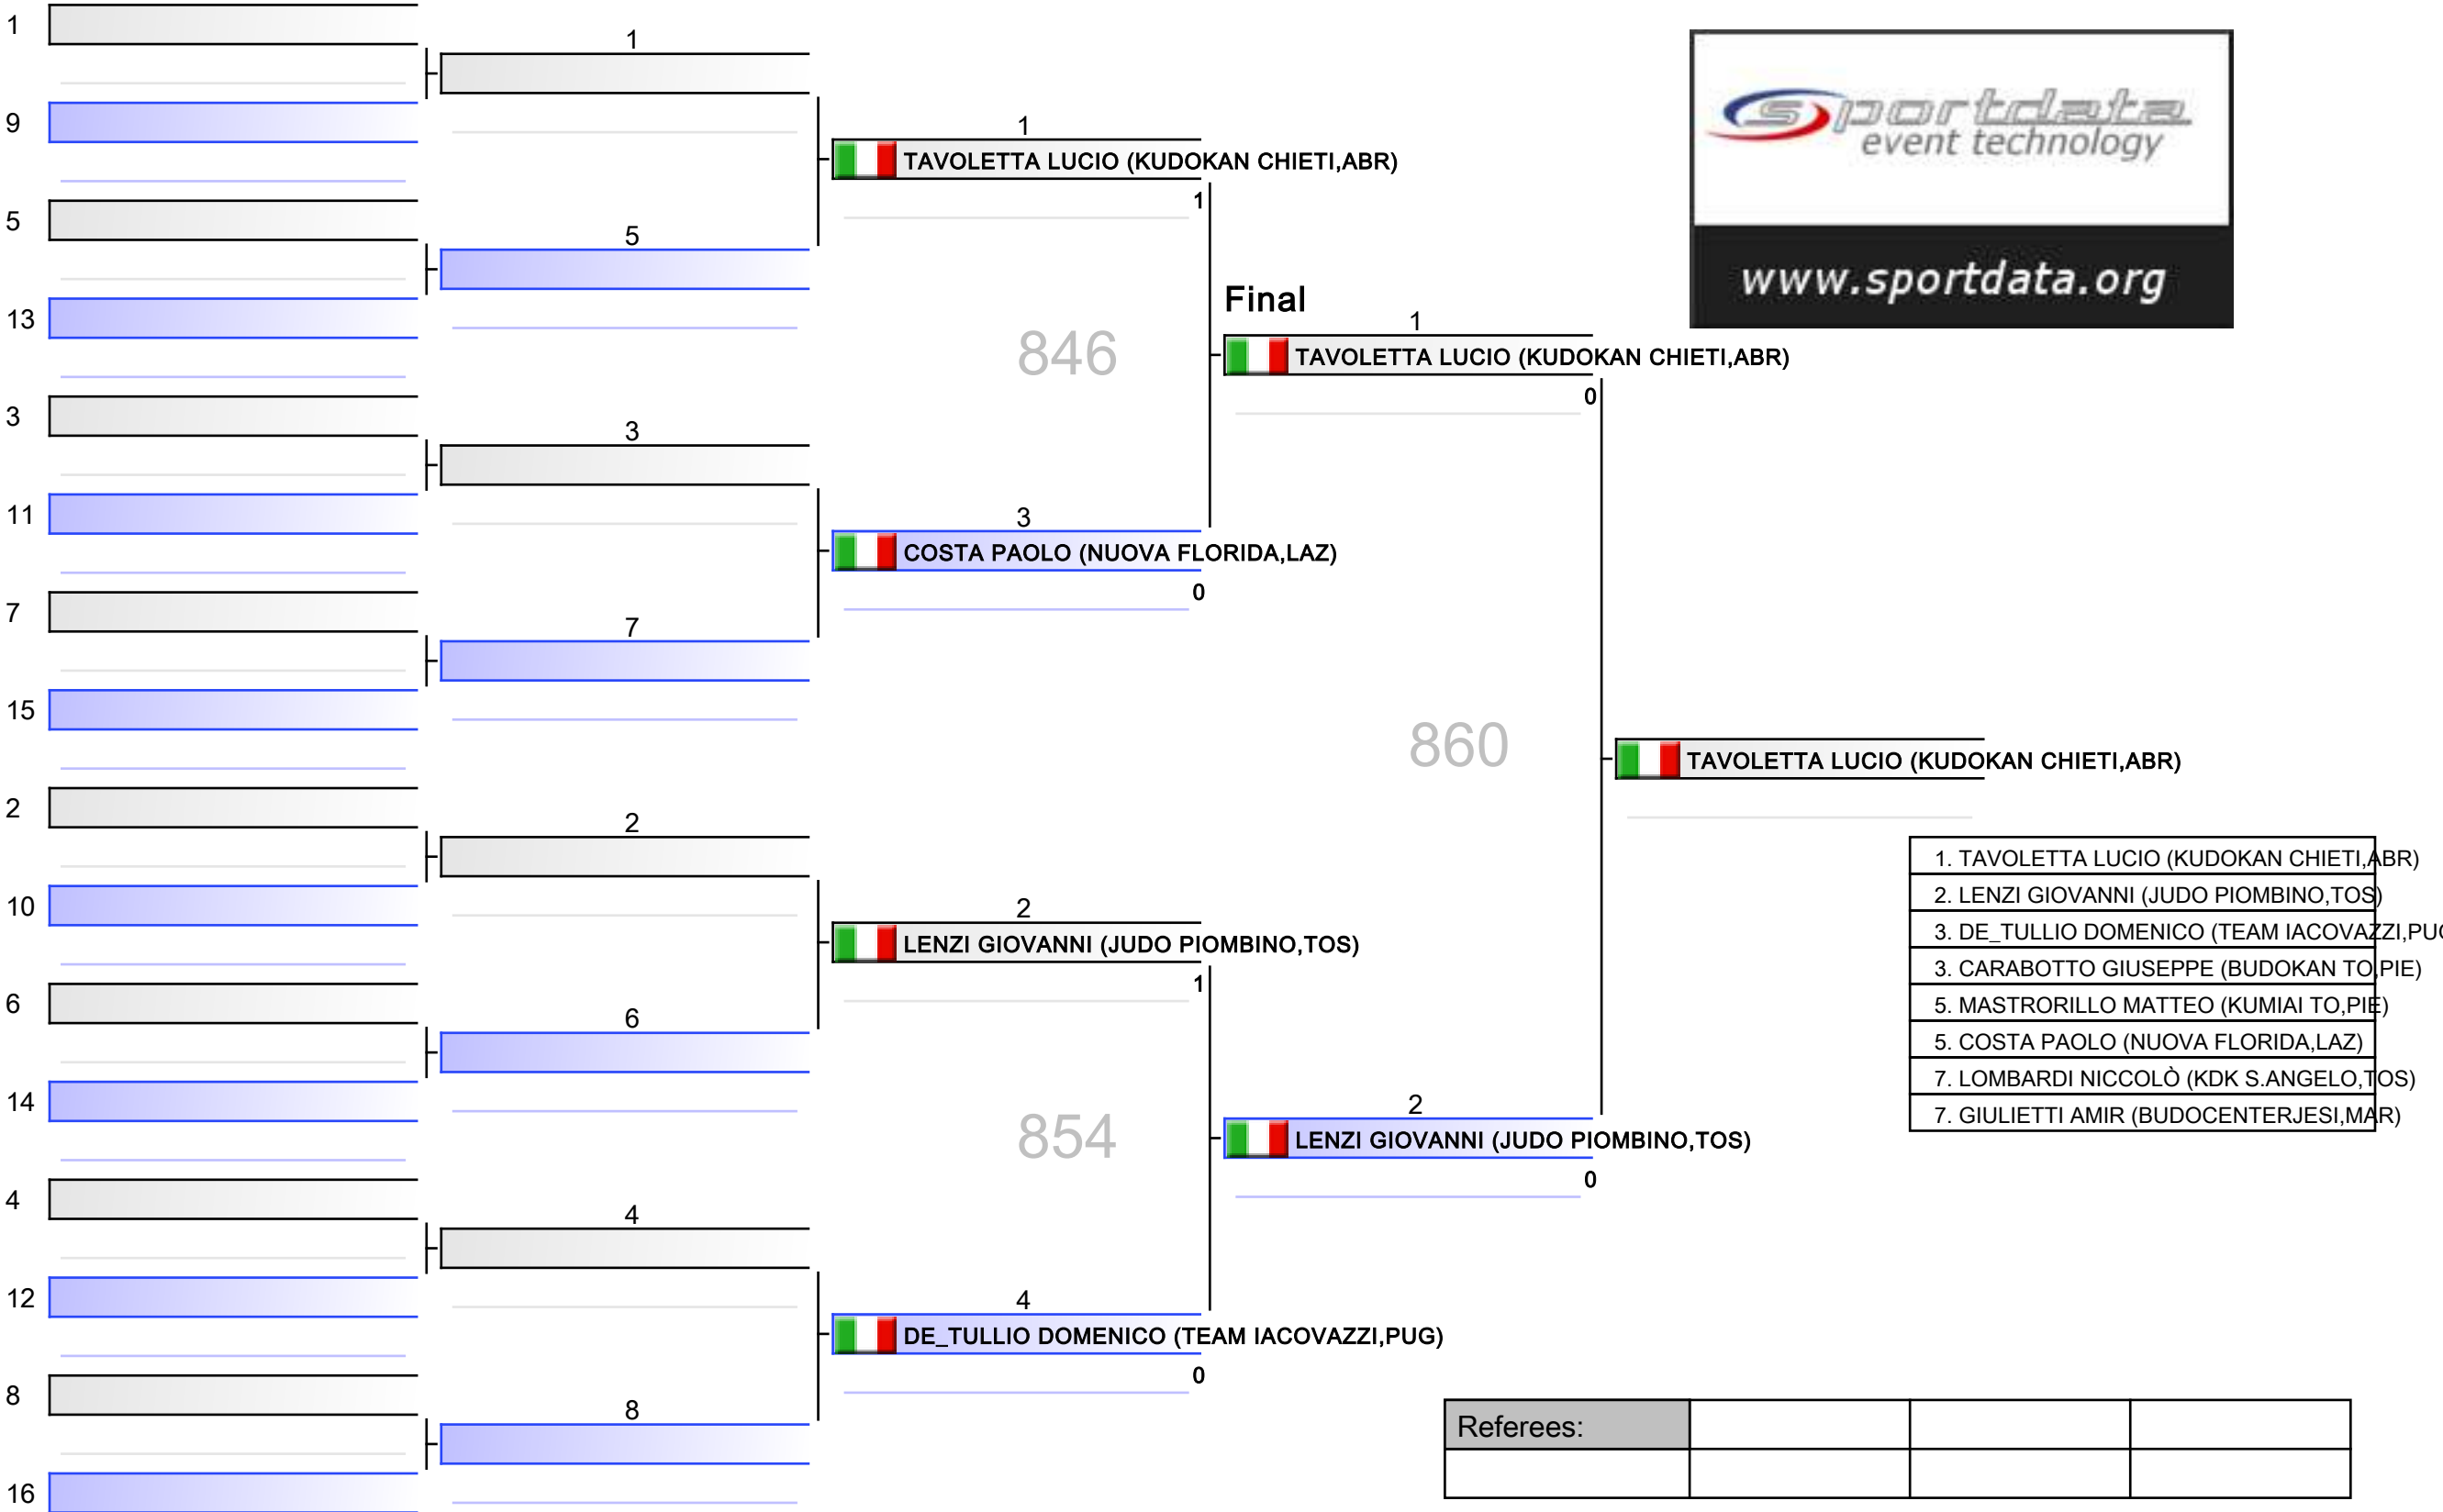 1
9
5
13
3
11
7
15
2
10
6
14
4
12
8
16
1
5
3
7
2
6
4
8
1
TAVOLETTA LUCIO (KUDOKAN CHIETI,ABR)
1
846
3
COSTA PAOLO (NUOVA FLORIDA,LAZ)
0
2
LENZI GIOVANNI (JUDO PIOMBINO,TOS)
1
854
4
DE_TULLIO DOMENICO (TEAM IACOVAZZI,PUG)
0
Final
1
TAVOLETTA LUCIO (KUDOKAN CHIETI,ABR)
0
860
2
LENZI GIOVANNI (JUDO PIOMBINO,TOS)
0
TAVOLETTA LUCIO (KUDOKAN CHIETI,ABR)
sportdata
event technology
www.sportdata.org
1. TAVOLETTA LUCIO (KUDOKAN CHIETI,ABR)
2. LENZI GIOVANNI (JUDO PIOMBINO,TOS)
3. DE_TULLIO DOMENICO (TEAM IACOVAZZI,PUG
3. CARABOTTO GIUSEPPE (BUDOKAN TO,PIE)
5. MASTRORILLO MATTEO (KUMIAI TO,PIE)
5. COSTA PAOLO (NUOVA FLORIDA,LAZ)
7. LOMBARDI NICCOLÒ (KDK S.ANGELO,TOS)
7. GIULIETTI AMIR (BUDOCENTERJESI,MAR)
Referees: